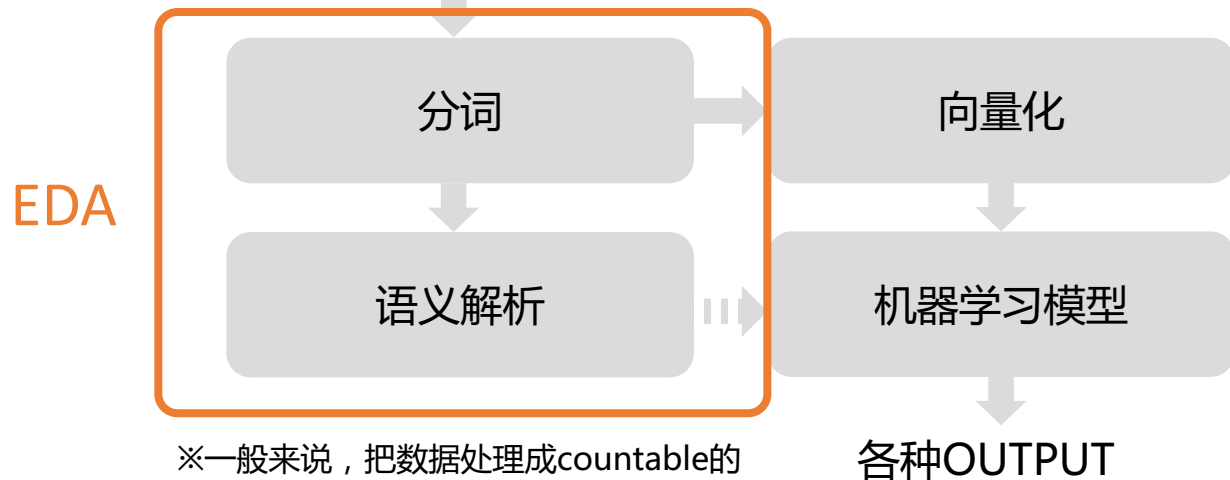 分词
向量化
EDA
语义解析
机器学习模型
※一般来说，把数据处理成countable的
各种OUTPUT